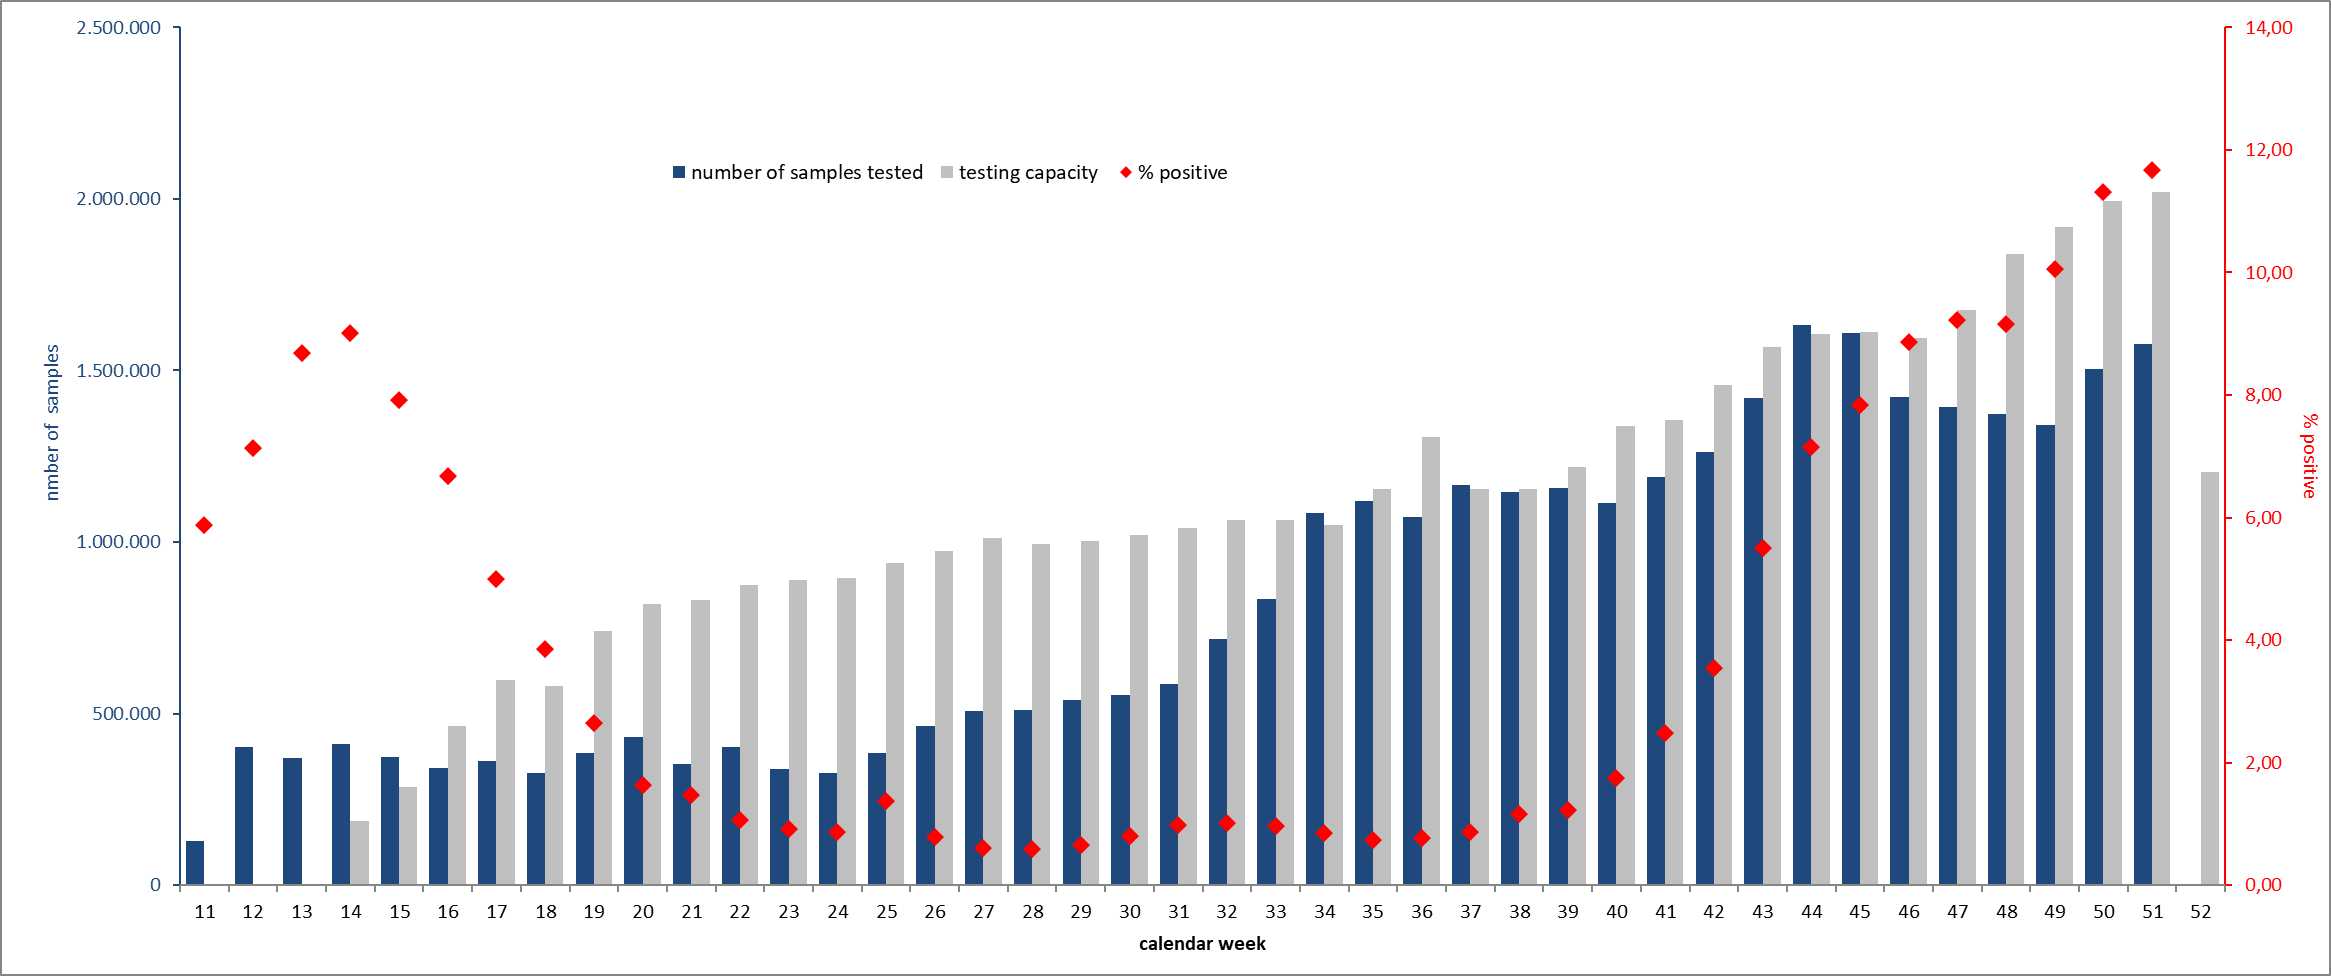 2.500.000
2.000.000
1.500.000
1.000.000
500.000
0
nmber of samples
number of samples tested testing capacity % positive
14,00
12,00
10,00
8,00
6,00
4,00
2,00
0,00
% positive
11 12 13 14 15 16 17 18 19 20 21 22 23 24 25 26 27 28 29 30 31 32 33 34 35 36 37 38 39 40 41 42 43 44 45 46 47 48 49 50 51 52
calendar week